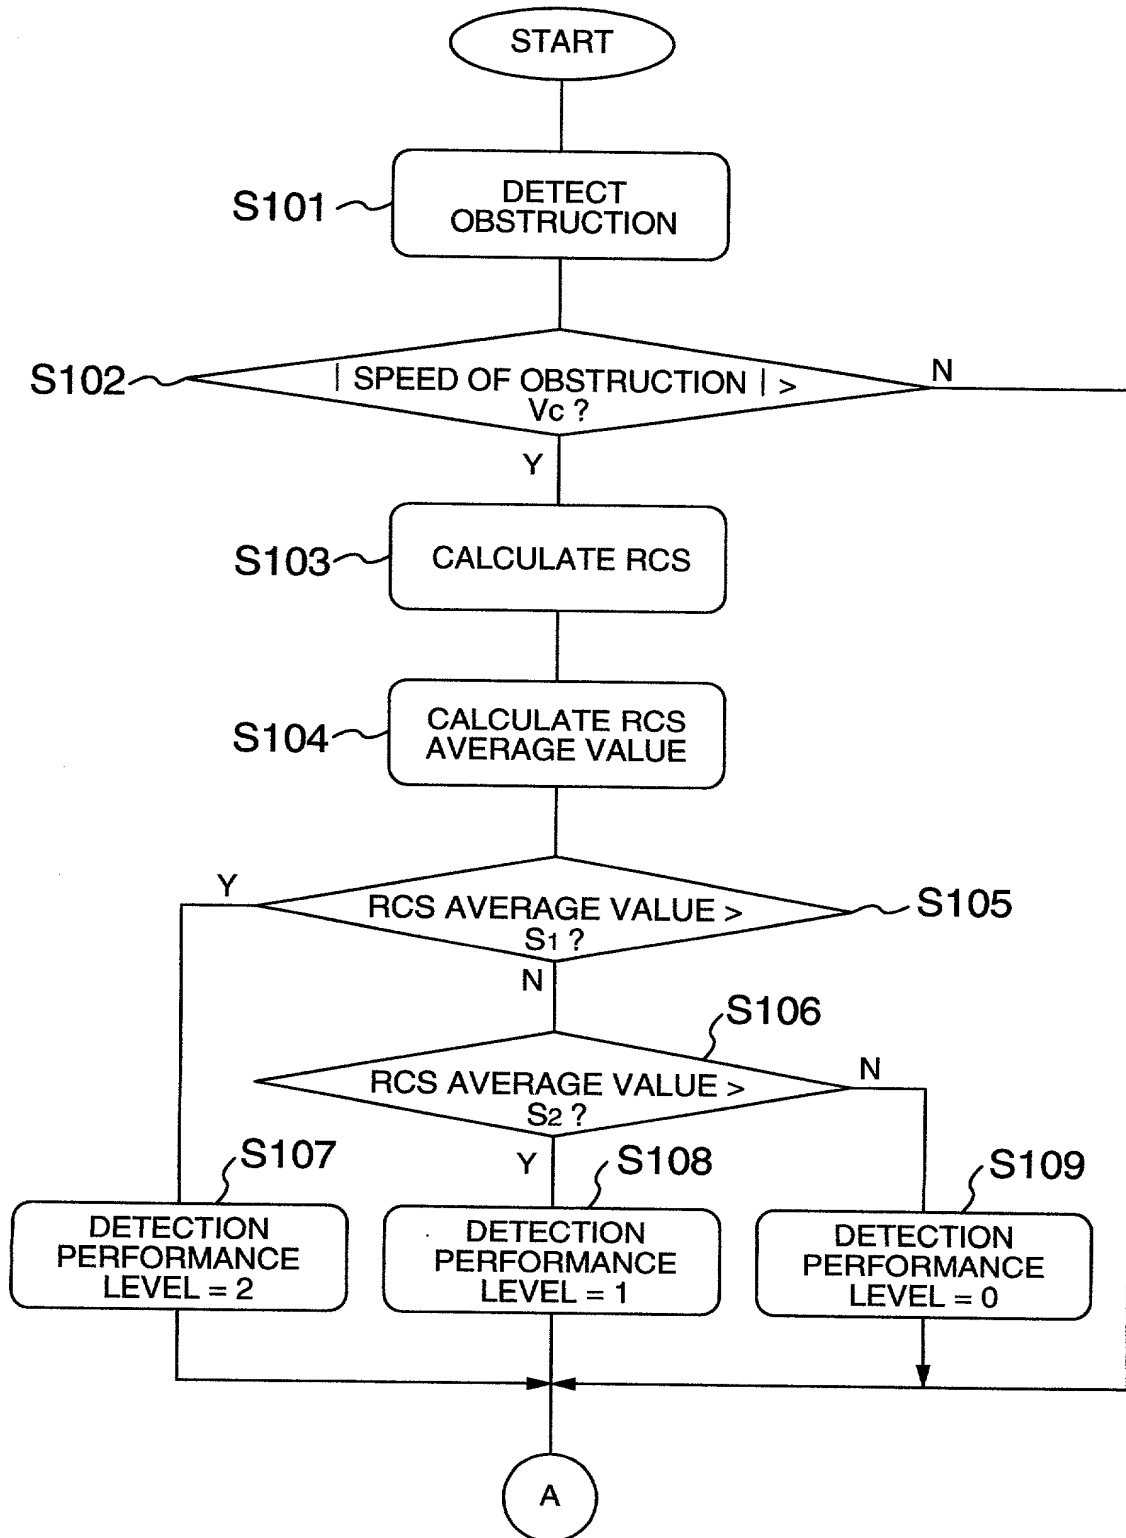 START
S101
DETECT
OBSTRUCTION
S102
| SPEED OF OBSTRUCTION | >
Vc ?
N
Y
S103
CALCULATE RCS
S104
CALCULATE RCS
AVERAGE VALUE
Y
RCS AVERAGE VALUE >
S1 ?
S105
N
S106
RCS AVERAGE VALUE >
S2 ?
N
Y
S107
S108
S109
DETECTION
PERFORMANCE
LEVEL = 2
DETECTION
PERFORMANCE
LEVEL = 1
DETECTION
PERFORMANCE
LEVEL = 0
A